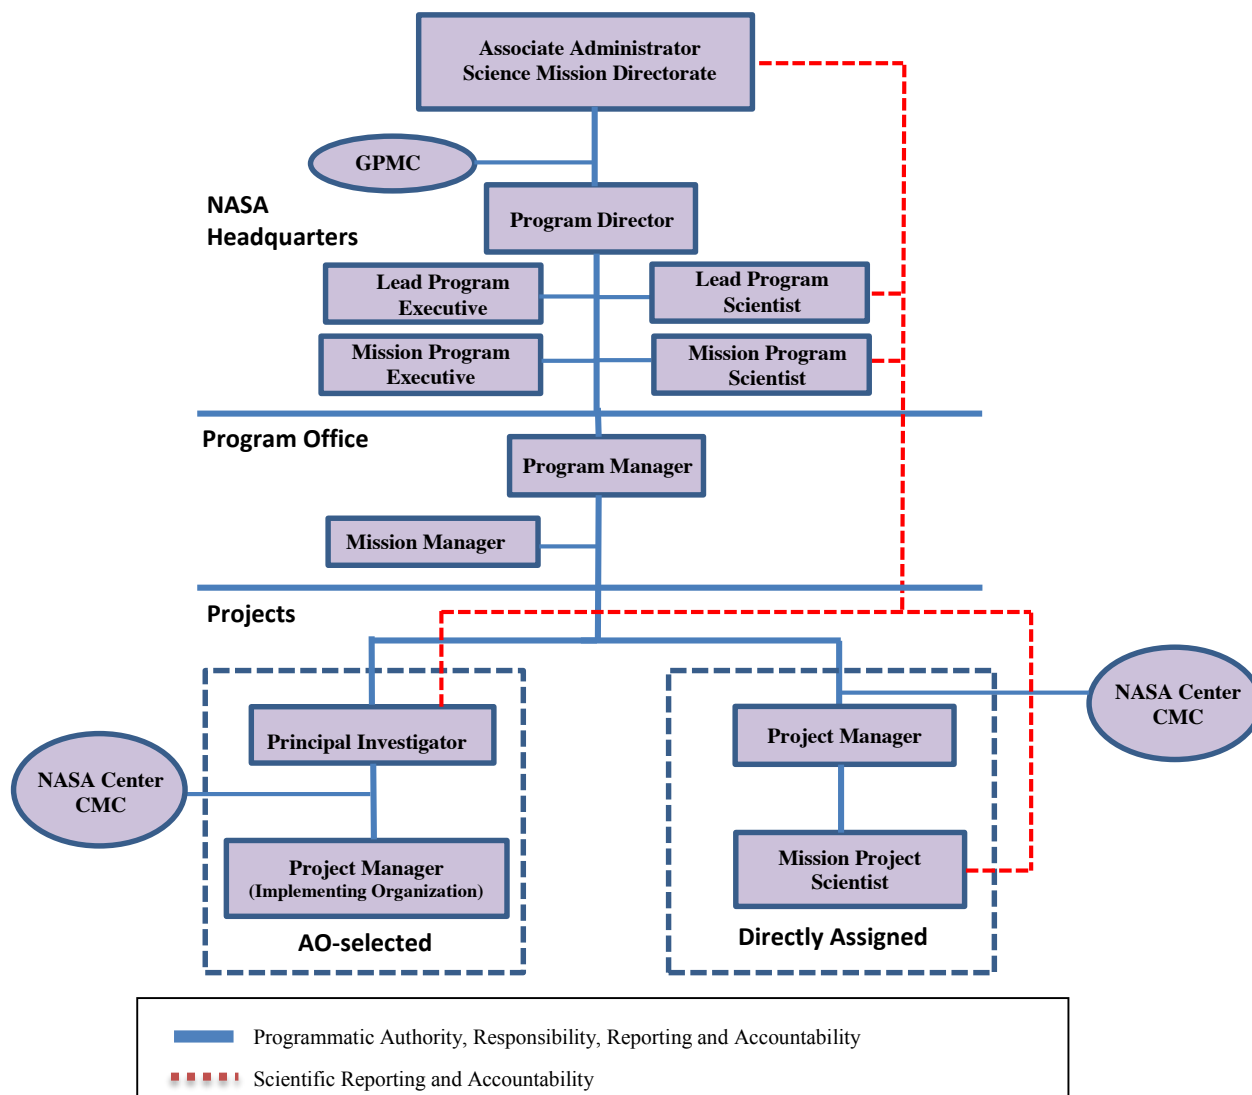 Associate Administrator
Science Mission Directorate
GPMC
NASA
Headquarters
Program Director
Lead Program
Executive
Lead Program
Scientist
Mission Program
Executive
Mission Program
Scientist
Program Office
Program Manager
Mission Manager
Projects
Principal Investigator
NASA Center
CMC
Project Manager
(Implementing Organization)
AO-selected
Project Manager
NASA Center
CMC
Mission Project
Scientist
Directly Assigned
Programmatic Authority, Responsibility, Reporting and Accountability
Scientific Reporting and Accountability